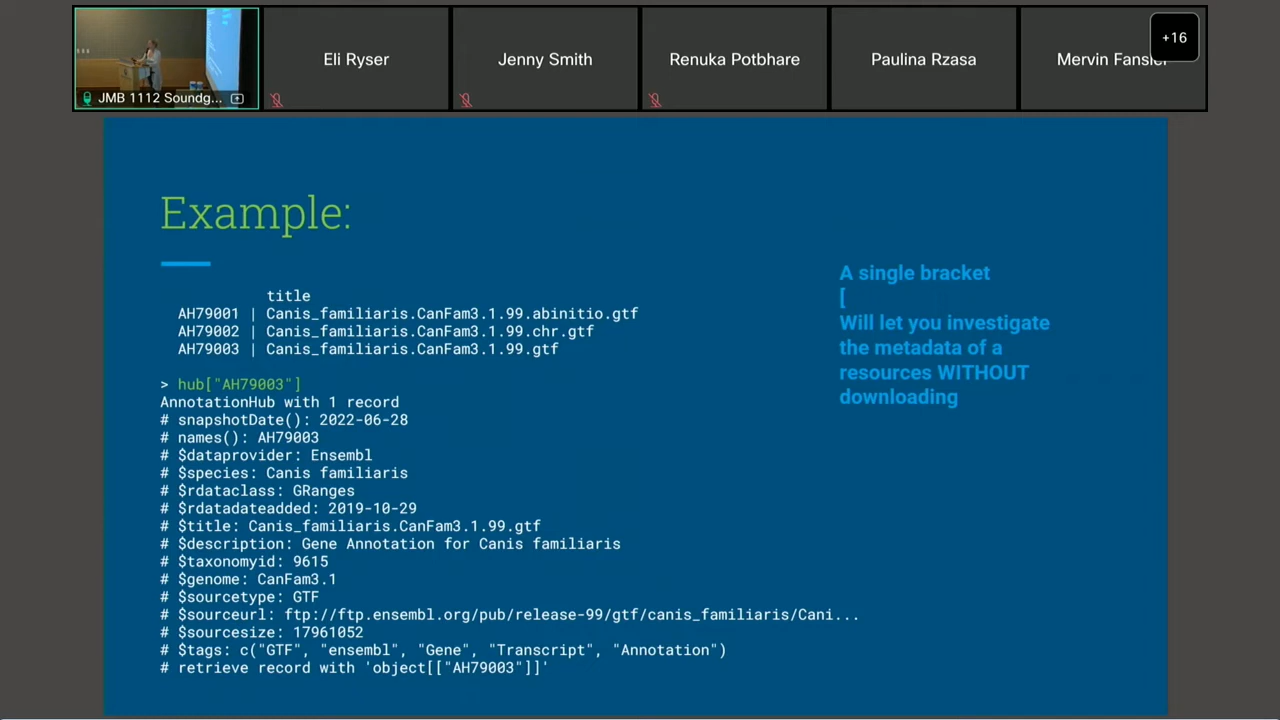 JMB 1112 Soundg...
Eli Ryser
Jenny Smith
Renuka Potbhare
Paulina Rzasa
Mervin Fansler
+16
Example:
title
AH79001 | Canis_familiaris.CanFam3.1.99.abinitio.gtf
AH79002 | Canis_familiaris.CanFam3.1.99.chr.gtf
AH79003 | Canis_familiaris.CanFam3.1.99.gtf
> hub["AH79003"]
AnnotationHub with 1 record
# snapshotDate(): 2022-06-28
# names(): AH79003
# $dataprovider: Ensembl
# $species: Canis familiaris
# $rdataclass: GRanges
# $rdatadateadded: 2019-10-29
# $title: Canis_familiaris.CanFam3.1.99.gtf
# $description: Gene Annotation for Canis familiaris
# $taxonomyid: 9615
# $genome: CanFam3.1
# $sourcetype: GTF
# $sourceurl: ftp://ftp.ensembl.org/pub/release-99/gtf/canis_familiaris/Cani...
# $sourcesize: 17961052
# $tags: c("GTF", "ensembl", "Gene", "Transcript", "Annotation")
# retrieve record with 'object[["AH79003"]]'
A single bracket
[
Will let you investigate
the metadata of a
resources WITHOUT
downloading